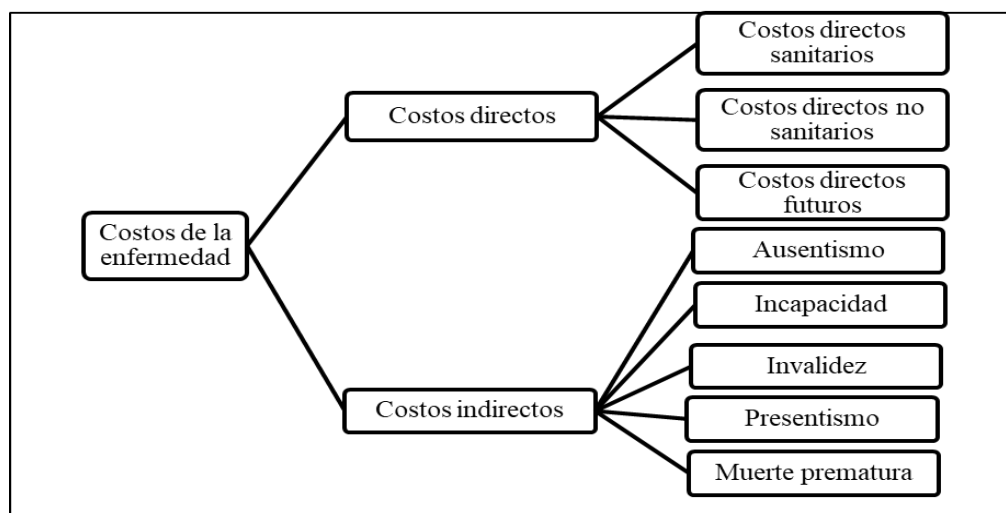 Costos de la
enfermedad
Costos directos
Costos directos
sanitarios
Costos directos no
sanitarios
Costos directos
futuros
Costos indirectos
Ausentismo
Incapacidad
Invalidez
Presentismo
Muerte prematura